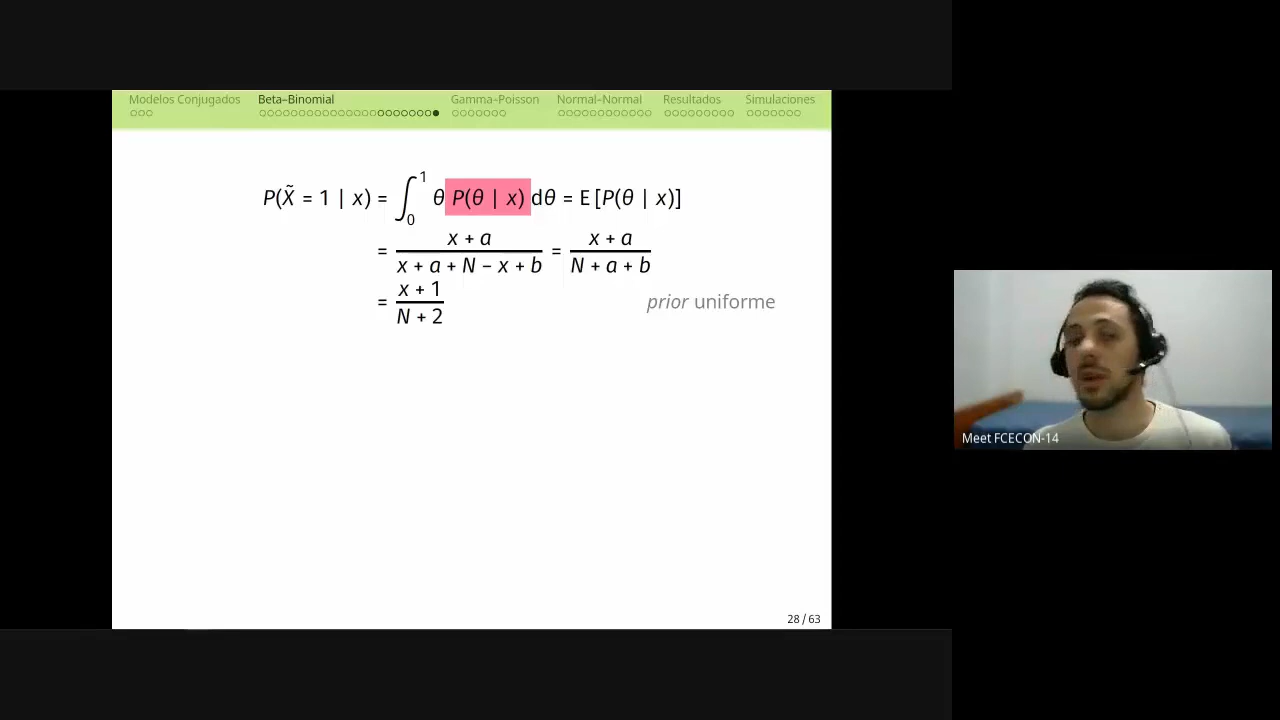 Modelos Conjugados Beta–Binomial Gamma–Poisson Normal–Normal Resultados Simulaciones
P(X̃ = 1 | x) = ∫₀¹ θ P(θ | x) dθ = E [P(θ | x)]
= (x + a)/(x + a + N − x + b) = (x + a)/(N + a + b)
= (x + 1)/(N + 2) prior uniforme
28 / 63
Meet FCECON-14